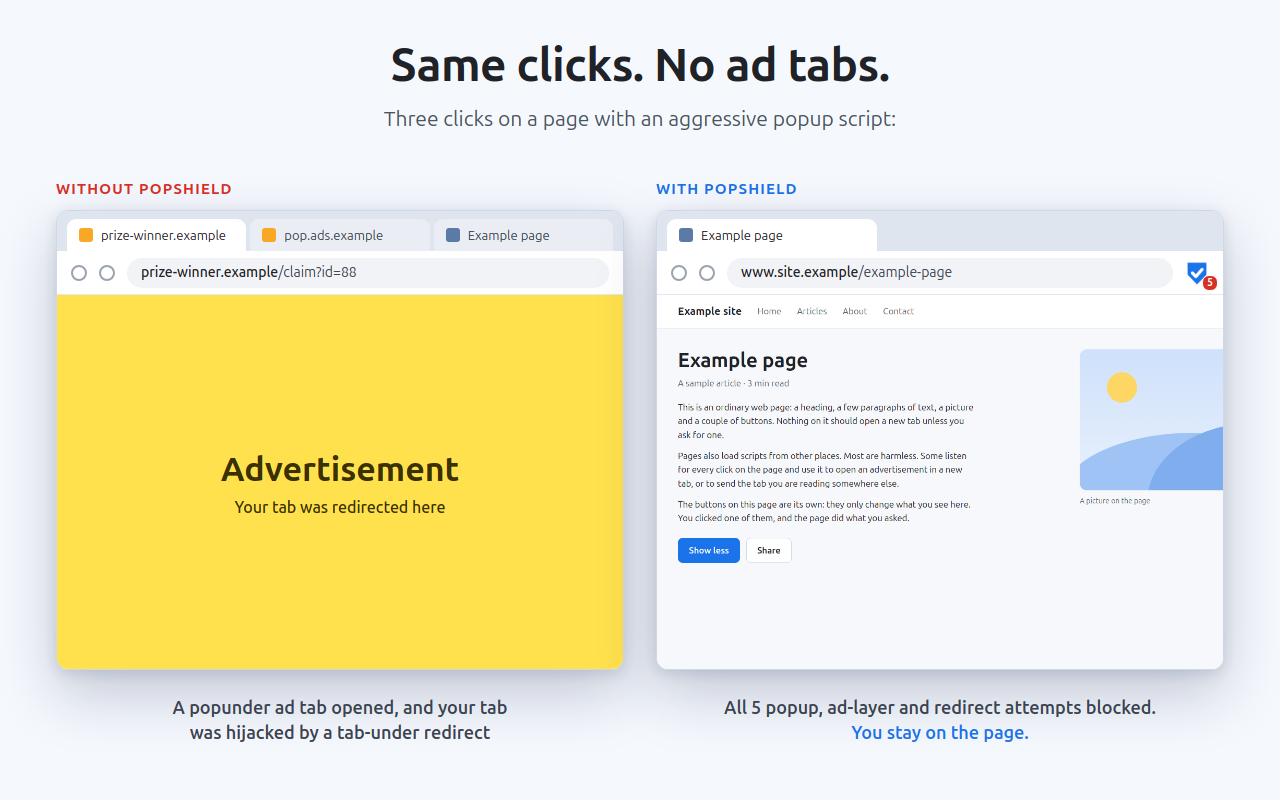 Same clicks. No ad tabs.
Three clicks on a page with an aggressive popup script:
WITHOUT POPSHIELD
prize-winner.example
pop.ads.example
Example page
prize-winner.example/claim?id=88
Advertisement
Your tab was redirected here
A popunder ad tab opened, and your tab
was hijacked by a tab-under redirect
WITH POPSHIELD
Example page
www.site.example/example-page
5
Example site Home Articles About Contact
Example page
A sample article · 3 min read
This is an ordinary web page: a heading, a few paragraphs of text, a picture
and a couple of buttons. Nothing on it should open a new tab unless you
ask for one.
Pages also load scripts from other places. Most are harmless. Some listen
for every click on the page and use it to open an advertisement in a new
tab, or to send the tab you are reading somewhere else.
The buttons on this page are its own: they only change what you see here.
You clicked one of them, and the page did what you asked.
Show less
Share
A picture on the page
All 5 popup, ad-layer and redirect attempts blocked.
You stay on the page.